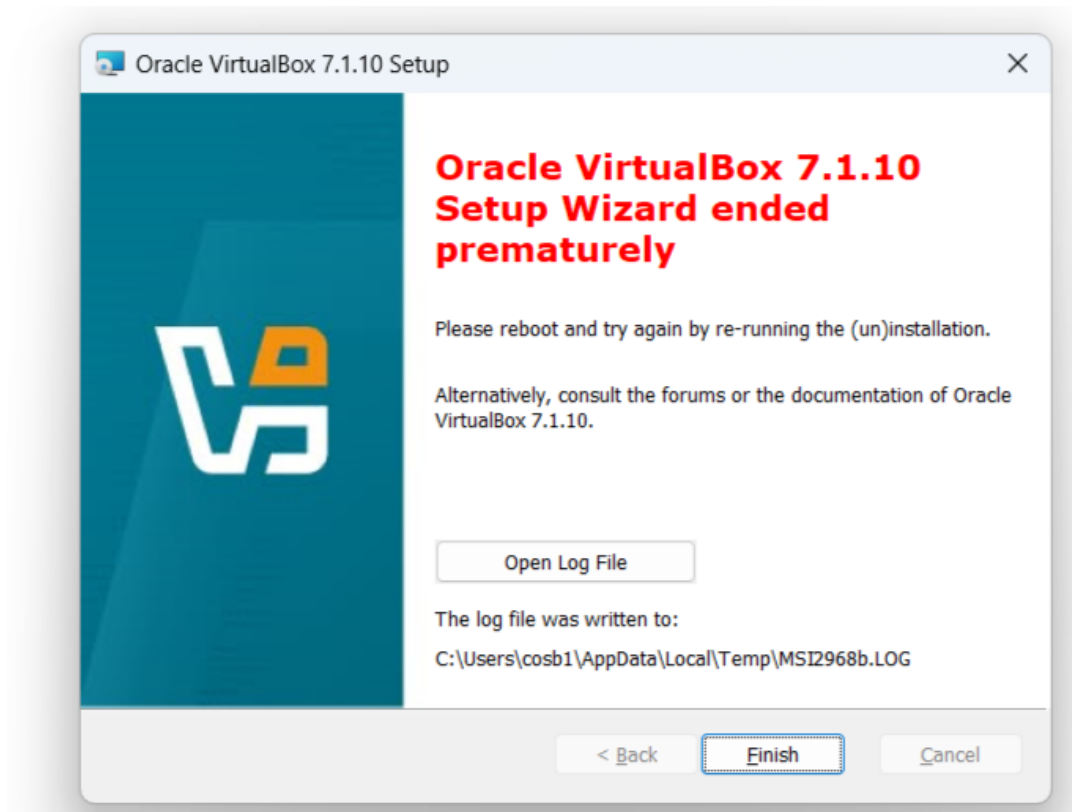 Oracle VirtualBox 7.1.10 Setup
Oracle VirtualBox 7.1.10
Setup Wizard ended
prematurely
Please reboot and try again by re-running the (un)installation.
Alternatively, consult the forums or the documentation of Oracle
VirtualBox 7.1.10.
Open Log File
The log file was written to:
C:\Users\cosb1\AppData\Local\Temp\MSI2968b.LOG
< Back Finish Cancel